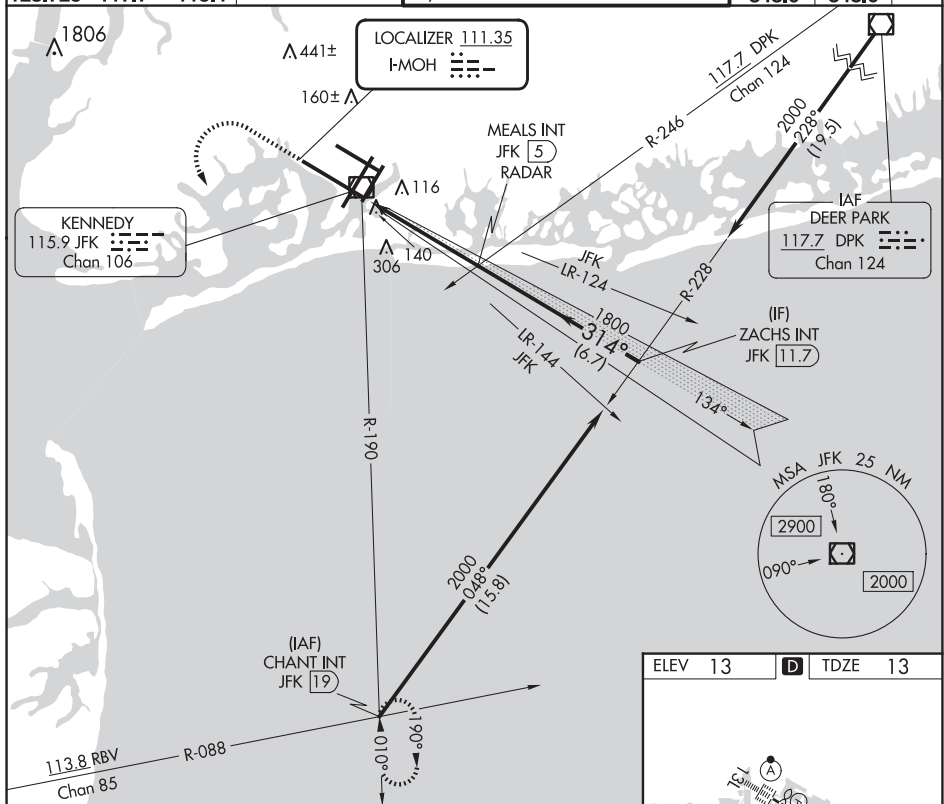 1806
441±
LOCALIZER 111.35
I-MOH
160±
117.7 DPK
Chan 124
R-246
2000
228°
(19.5)
MEALS INT
JFK 5
RADAR
116
KENNEDY
115.9 JFK
Chan 106
IAF
DEER PARK
117.7 DPK
Chan 124
140
306
JFK
LR-124
R-228
1800
314°
(6.7)
(IF)
ZACHS INT
JFK 11.7
LR-144
JFK
134°
R-190
MSA JFK 25 NM
180°
2900
090°
2000
2000
048°
(15.8)
(IAF)
CHANT INT
JFK 19
190°
010°
R-088
113.8 RBV
Chan 85
ELEV 13
D
TDZE 13
A
13L